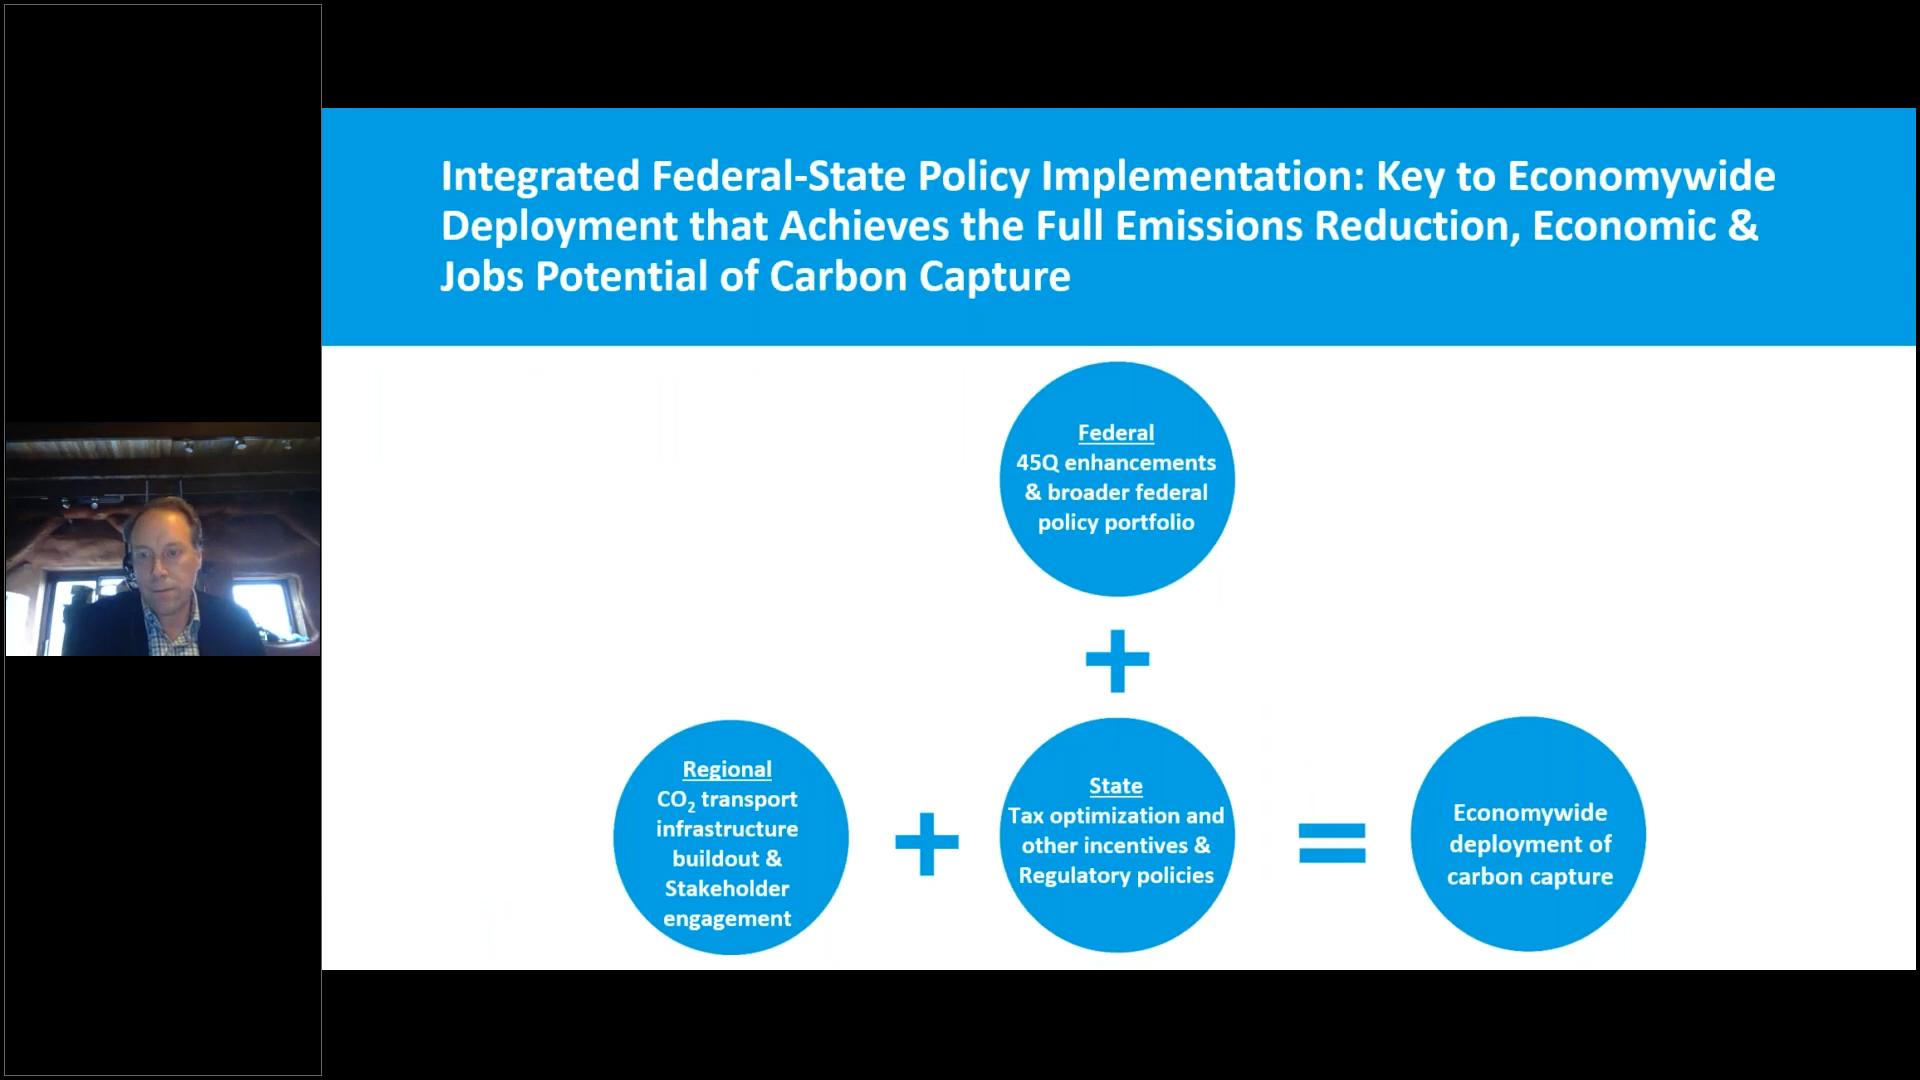 Integrated Federal-State Policy Implementation: Key to Economywide
Deployment that Achieves the Full Emissions Reduction, Economic &
Jobs Potential of Carbon Capture
Federal
45Q enhancements
& broader federal
policy portfolio
+
Regional
CO₂ transport
infrastructure
buildout &
Stakeholder
engagement
+
State
Tax optimization and
other incentives &
Regulatory policies
=
Economywide
deployment of
carbon capture